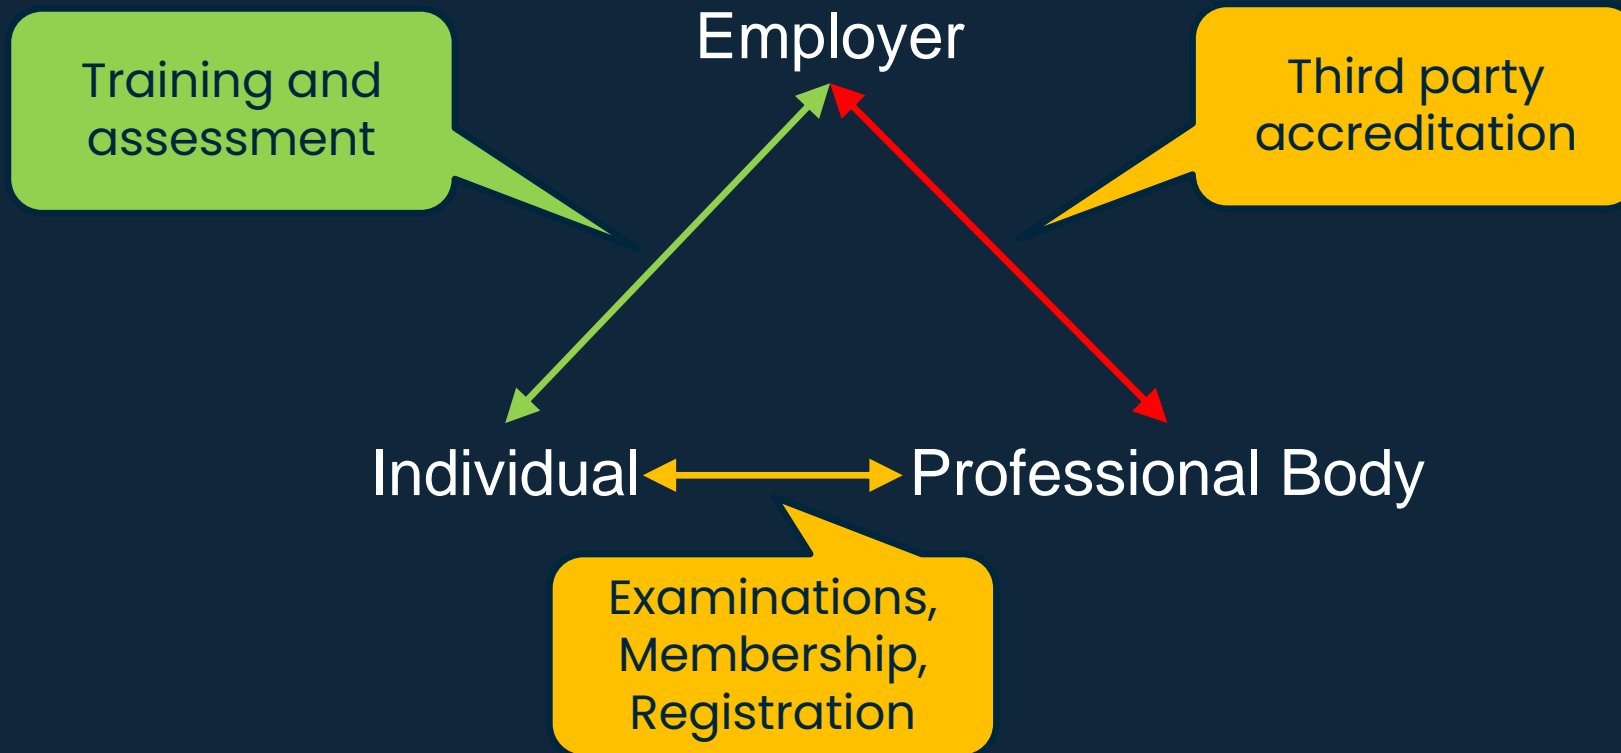 Employer
Training and
assessment
Third party
accreditation
Individual
Professional Body
Examinations,
Membership,
Registration